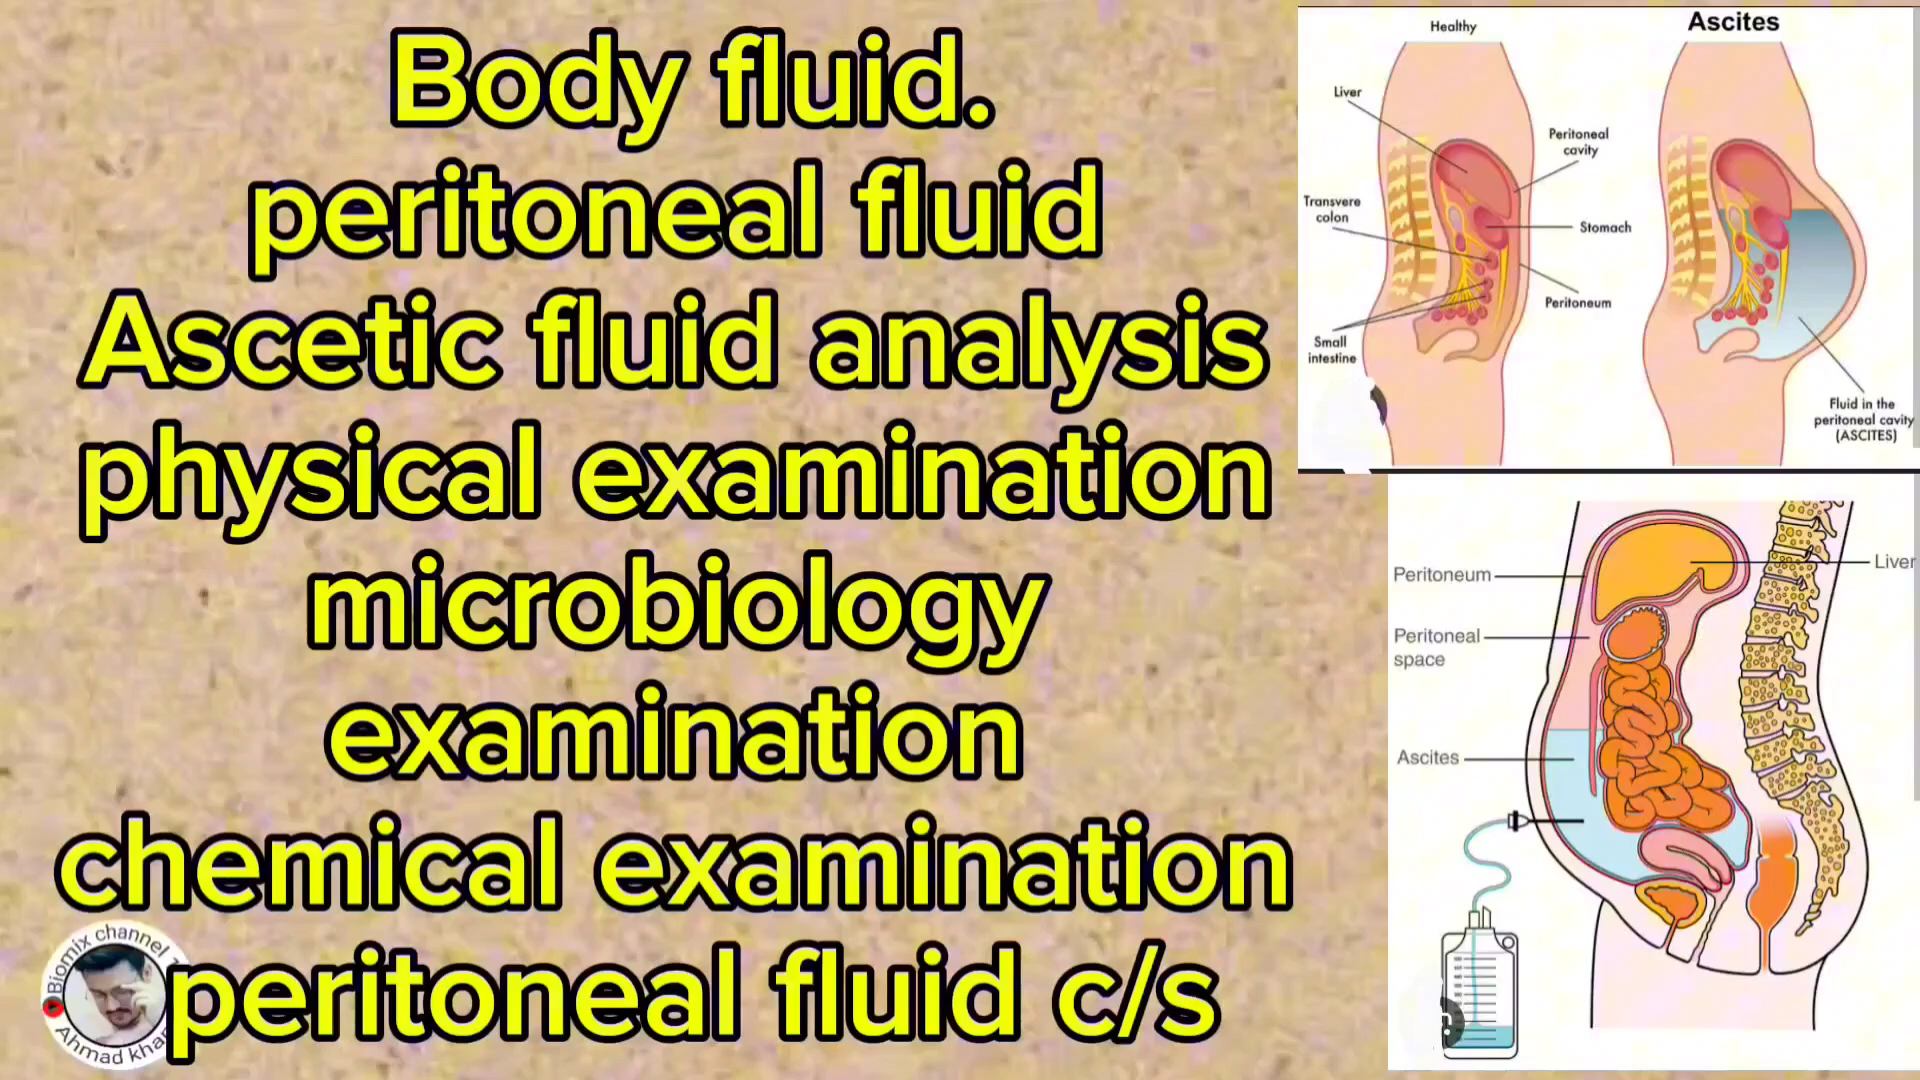 Body fluid.
peritoneal fluid
Ascetic fluid analysis
physical examination
microbiology
examination
chemical examination
peritoneal fluid c/s
Healthy
Ascites
Liver
Peritoneal
cavity
Transvere
colon
Stomach
Peritoneum
Small
intestine
Fluid in the
peritoneal cavity
(ASCITES)
Peritoneum
Liver
Peritoneal
space
Ascites
Biomix channel
Ahmad